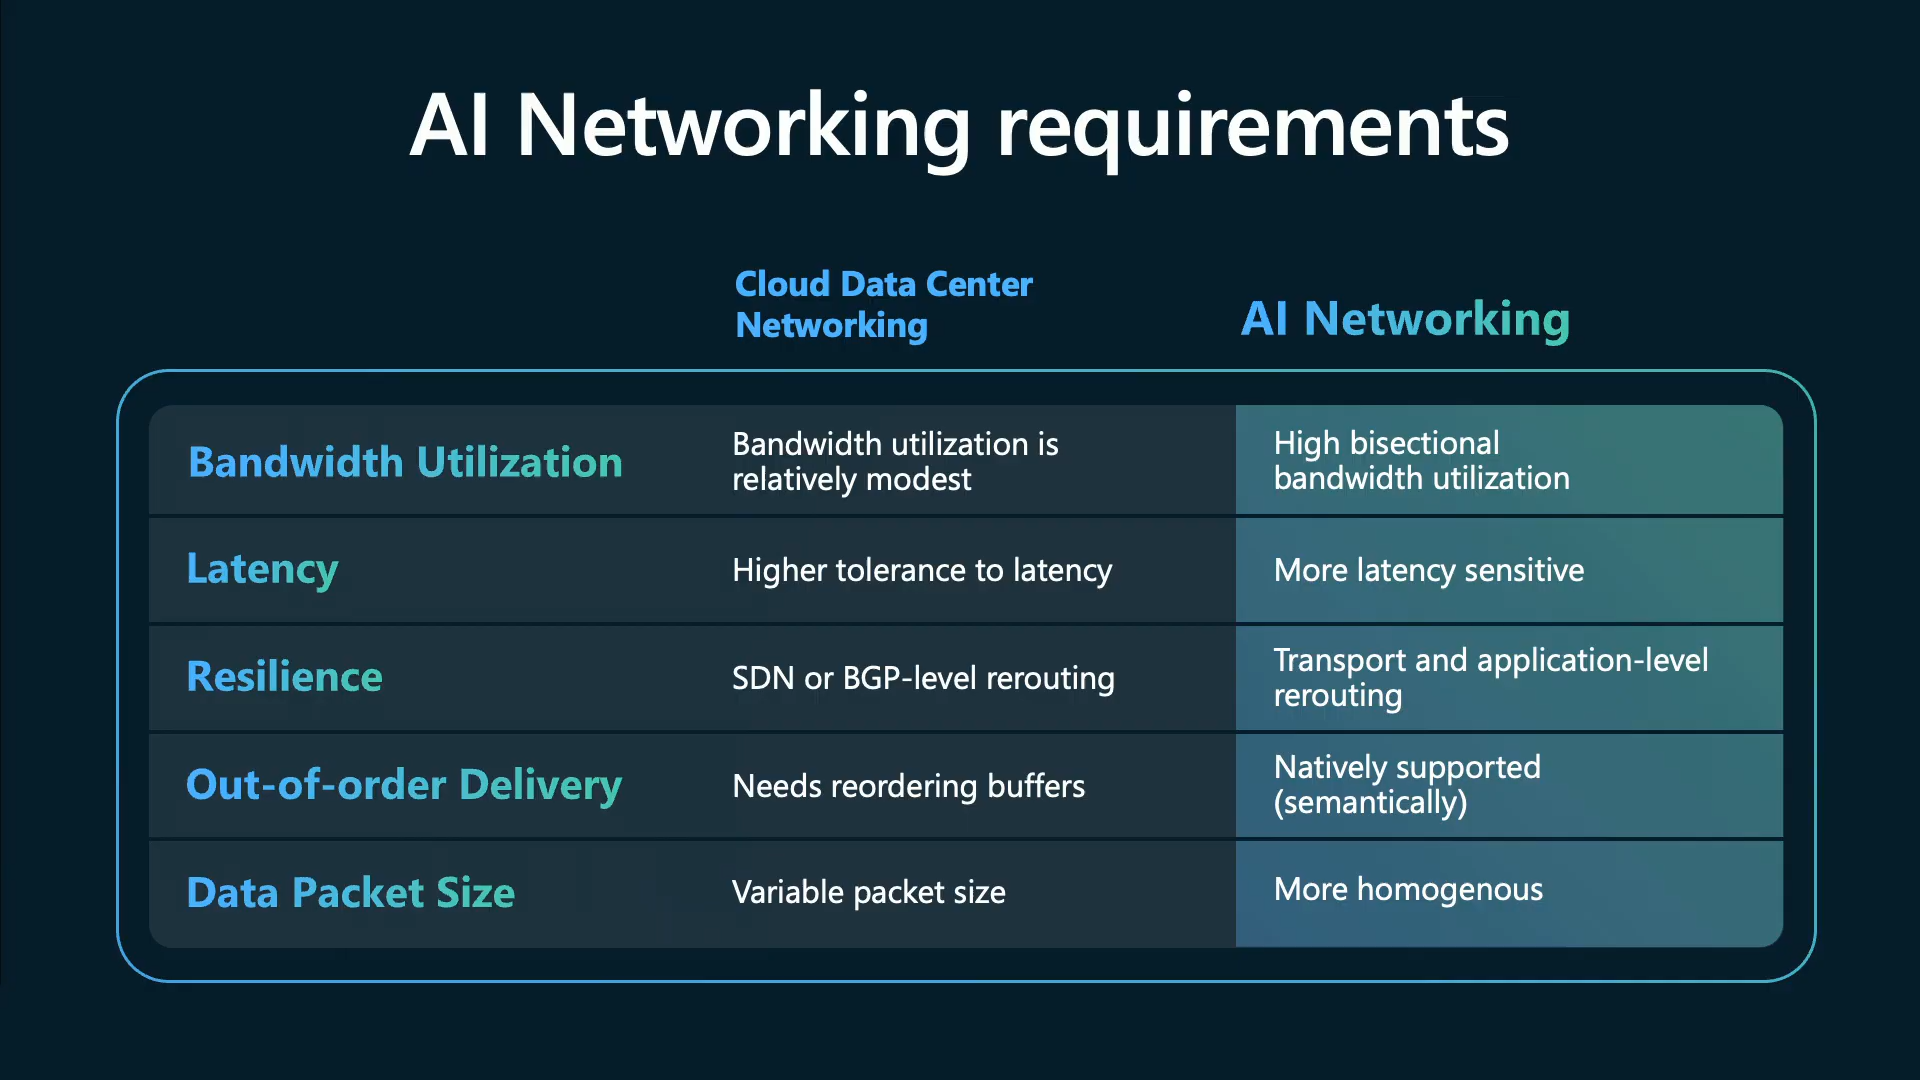 AI Networking requirements
Cloud Data Center
Networking
AI Networking
Bandwidth Utilization
Bandwidth utilization is
relatively modest
High bisectional
bandwidth utilization
Latency
Higher tolerance to latency
More latency sensitive
Resilience
SDN or BGP-level rerouting
Transport and application-level
rerouting
Out-of-order Delivery
Needs reordering buffers
Natively supported
(semantically)
Data Packet Size
Variable packet size
More homogenous